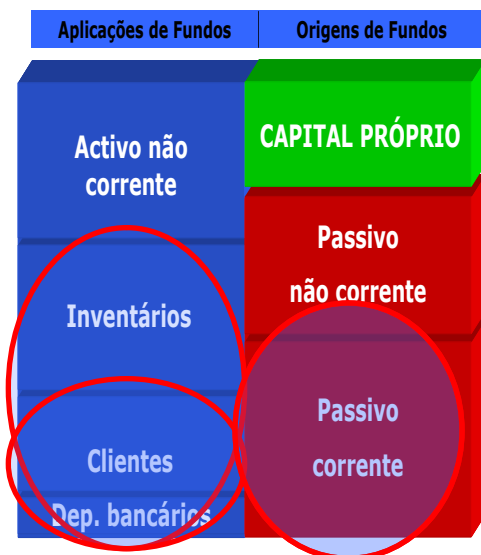 Aplicações de Fundos
Origens de Fundos
Activo não
corrente
Inventários
Clientes
Dep. bancários
CAPITAL PRÓPRIO
Passivo
não corrente
Passivo
corrente